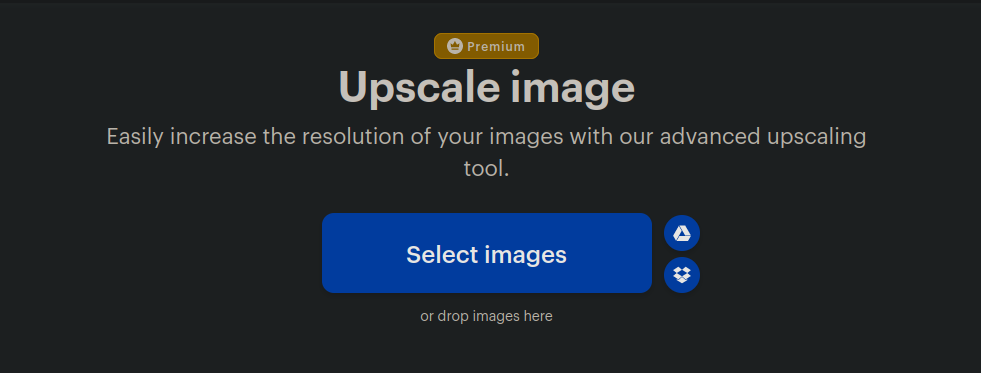 Premium
Upscale image
Easily increase the resolution of your images with our advanced upscaling
tool.
Select images
or drop images here